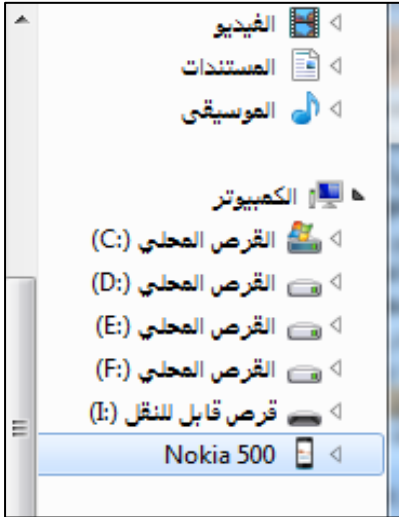 الفيديو
المستندات
الموسيقى
الكمبيوتر
القرص المحلي (C:)
القرص المحلي (D:)
القرص المحلي (E:)
القرص المحلي (F:)
قرص قابل للنقل (I:)
Nokia 500